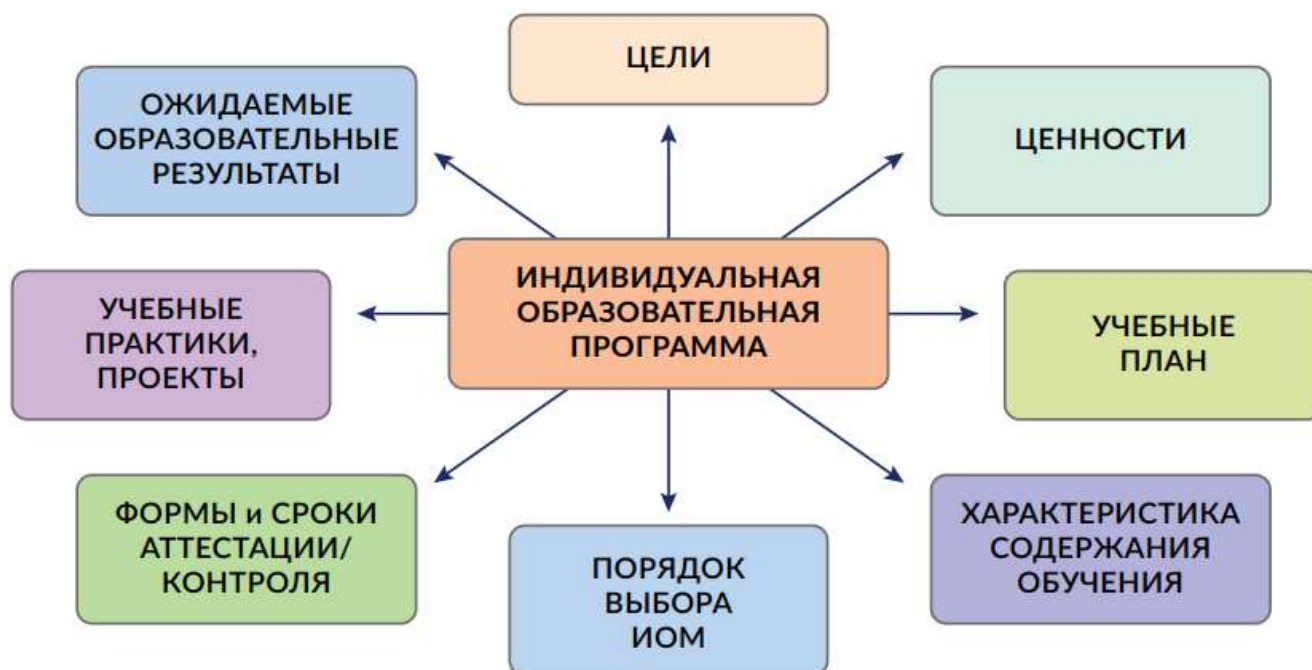 ЦЕЛИ
ОЖИДАЕМЫЕ
ОБРАЗОВАТЕЛЬНЫЕ
РЕЗУЛЬТАТЫ
ЦЕННОСТИ
ИНДИВИДУАЛЬНАЯ
ОБРАЗОВАТЕЛЬНАЯ
ПРОГРАММА
УЧЕБНЫЕ
ПРАКТИКИ,
ПРОЕКТЫ
УЧЕБНЫЕ
ПЛАН
ФОРМЫ и СРОКИ
АТТЕСТАЦИИ/
КОНТРОЛЯ
ПОРЯДОК
ВЫБОРА
ИОМ
ХАРАКТЕРИСТИКА
СОДЕРЖАНИЯ
ОБУЧЕНИЯ